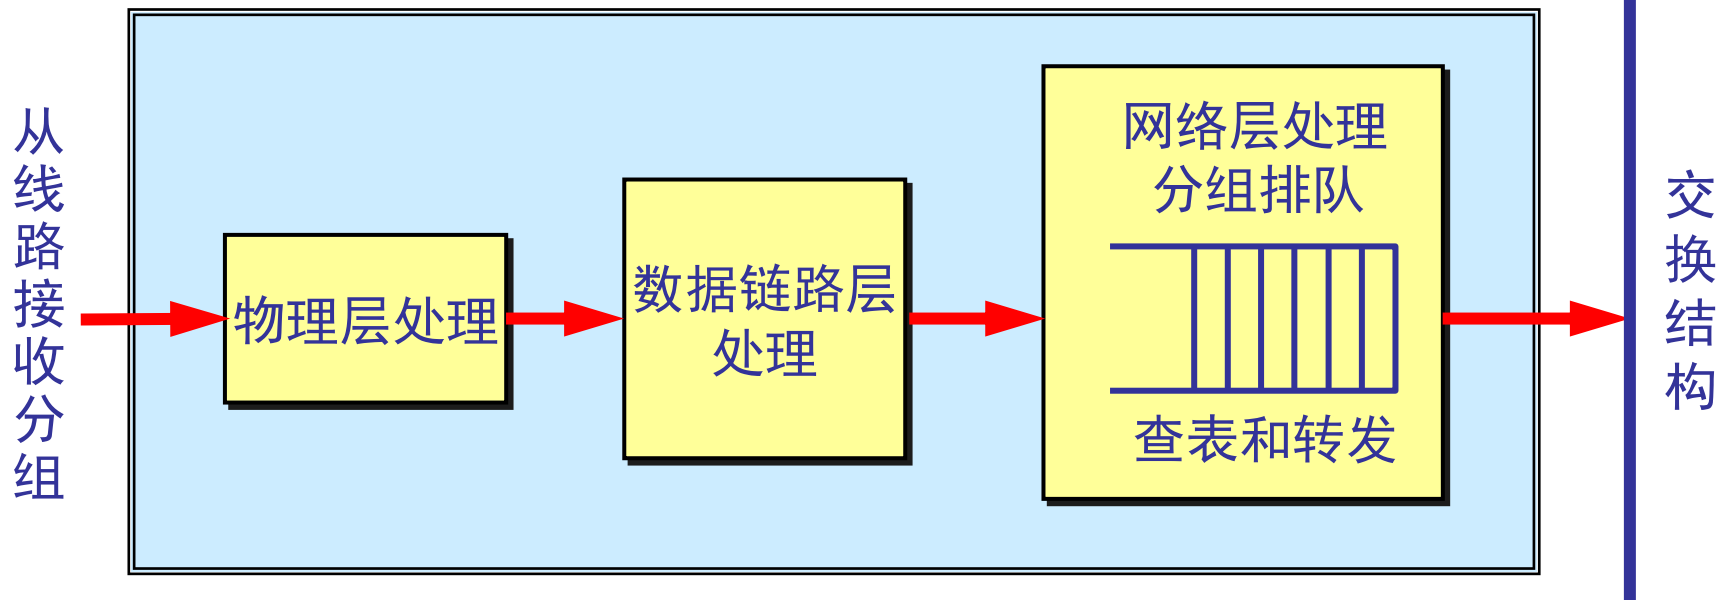 从线路接收分组
物理层处理
数据链路层
处理
网络层处理
分组排队
查表和转发
交换结构